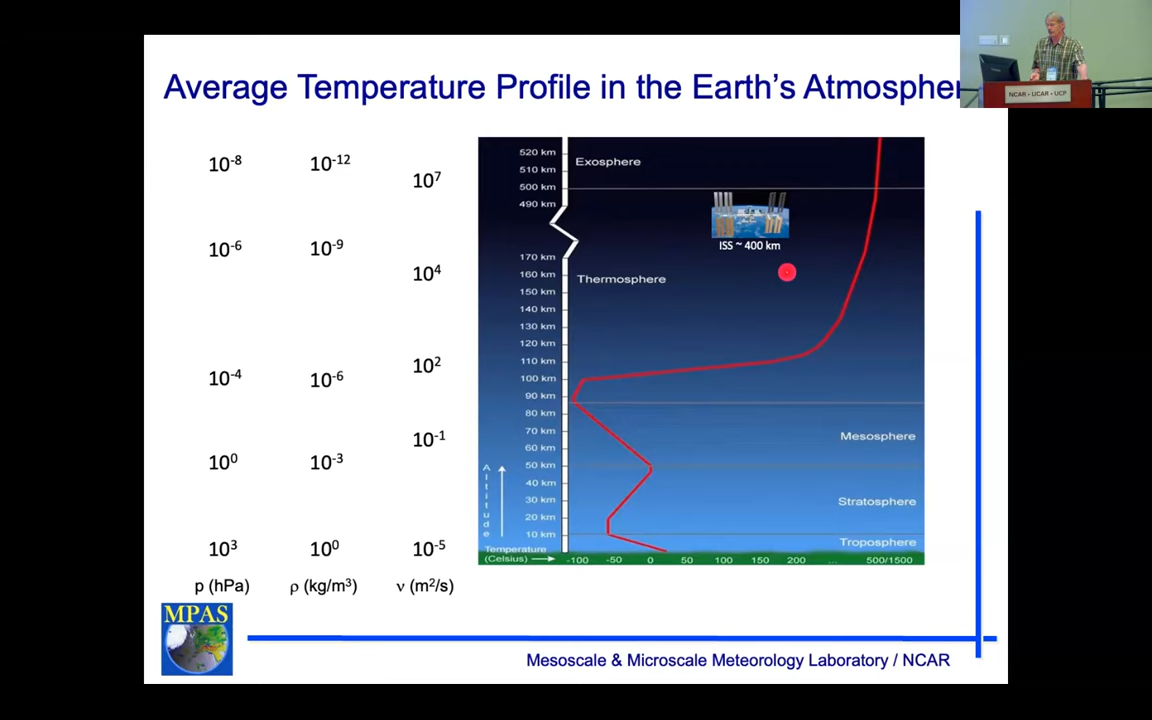 Average Temperature Profile in the Earth's Atmospher
NCAR • UCAR • UCP
10⁻⁸ 10⁻¹² 10⁷
10⁻⁶ 10⁻⁹ 10⁴
10⁻⁴ 10⁻⁶ 10²
10⁰ 10⁻³ 10⁻¹
10³ 10⁰ 10⁻⁵
p (hPa) ρ (kg/m³) ν (m²/s)
520 km
Exosphere
510 km
500 km
490 km
ISS ~ 400 km
170 km
160 km
Thermosphere
150 km
140 km
130 km
120 km
110 km
100 km
90 km
80 km
70 km
Mesosphere
60 km
50 km
40 km
30 km
Stratosphere
20 km
10 km
Troposphere
Altitude
Temperature
(Celsius) -100 -50 0 50 100 150 200 ... 500/1500
MPAS
Mesoscale & Microscale Meteorology Laboratory / NCAR